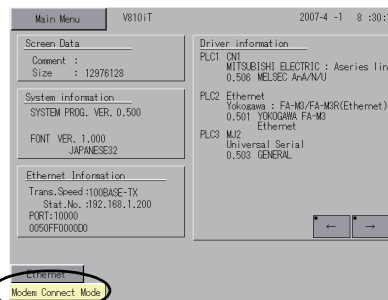 Main Menu V810iT 2007-4 -1 8 :30:
Screen Data
Comment :
Size : 12976128
System information
SYSTEM PROG. VER. 0.500
FONT VER. 1.000
JAPANESE32
Ethernet Information
Trans.Speed :100BASE-TX
Stat.No. :192.168.1.200
PORT:10000
0050FF0000D0
Driver information
PLC1 CN1
MITSUBISHI ELECTRIC : Aseries lin
0.506 MELSEC AnA/N/U
PLC2 Ethernet
Yokogawa : FA-M3/FA-M3R(Ethernet)
0.501 YOKOGAWA FA-M3
Ethernet
PLC3 MJ2
Universal Serial
0.503 GENERAL
← →
Ethernet
Modem Connect Mode